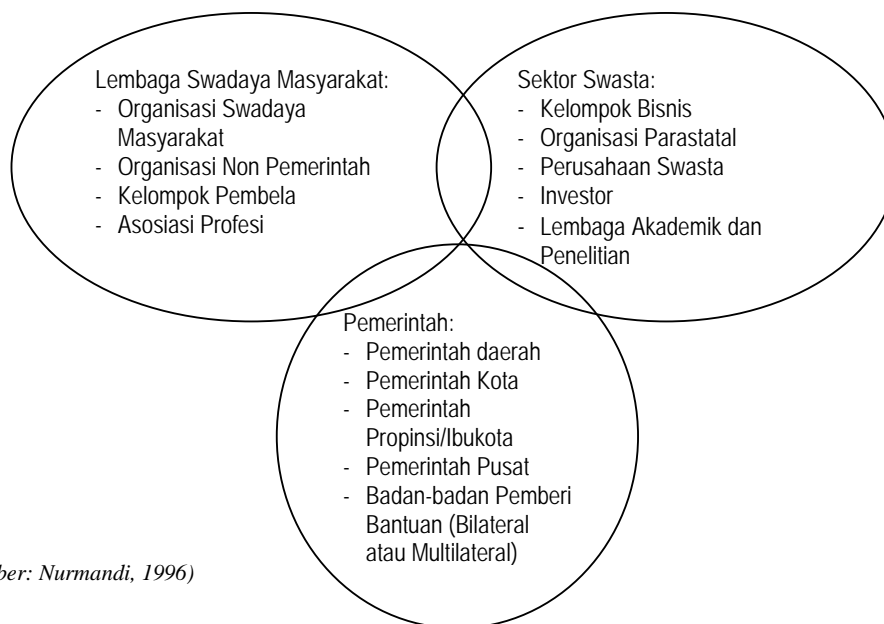 Lembaga Swadaya Masyarakat:
- Organisasi Swadaya
Masyarakat
- Organisasi Non Pemerintah
- Kelompok Pembela
- Asosiasi Profesi
Sektor Swasta:
- Kelompok Bisnis
- Organisasi Parastatal
- Perusahaan Swasta
- Investor
- Lembaga Akademik dan
Penelitian
Pemerintah:
- Pemerintah daerah
- Pemerintah Kota
- Pemerintah
Propinsi/Ibukota
- Pemerintah Pusat
- Badan-badan Pemberi
Bantuan (Bilateral
atau Multilateral)
ber: Nurmandi, 1996)